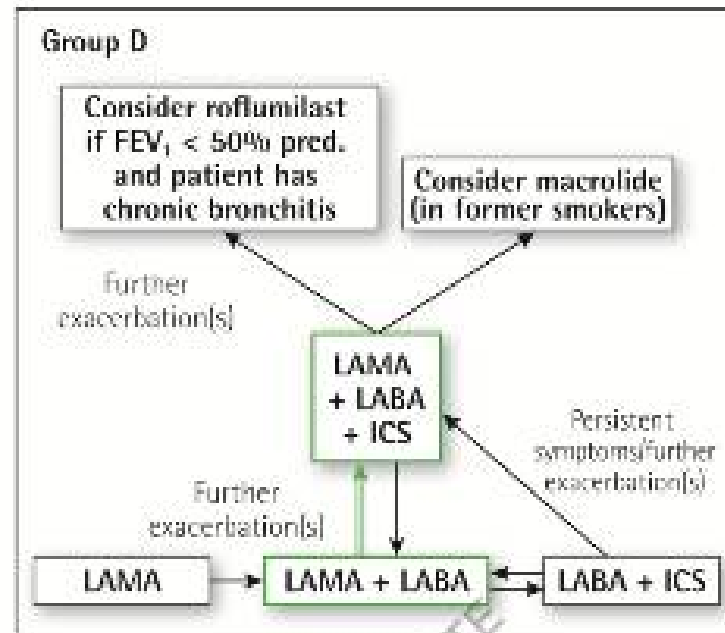 Group D
Consider roflumilast
if FEV₁ < 50% pred.
and patient has
chronic bronchitis
Consider macrolide
(in former smokers)
Further
exacerbation(s)
LAMA
+ LABA
+ ICS
Persistent
symptoms/further
exacerbation(s)
Further
exacerbation(s)
LAMA
LAMA + LABA
LABA + ICS